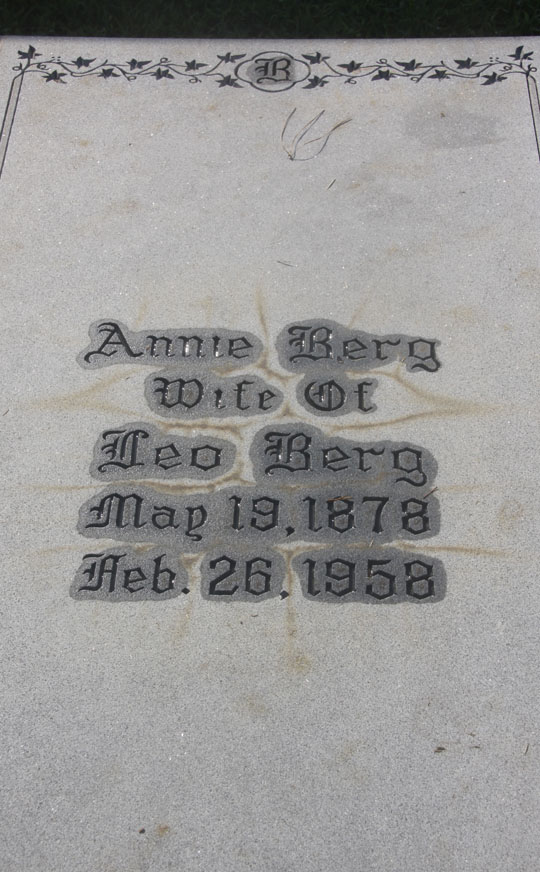 B
Annie Berg
Wife Of
Leo Berg
May 19, 1878
Feb. 26, 1958